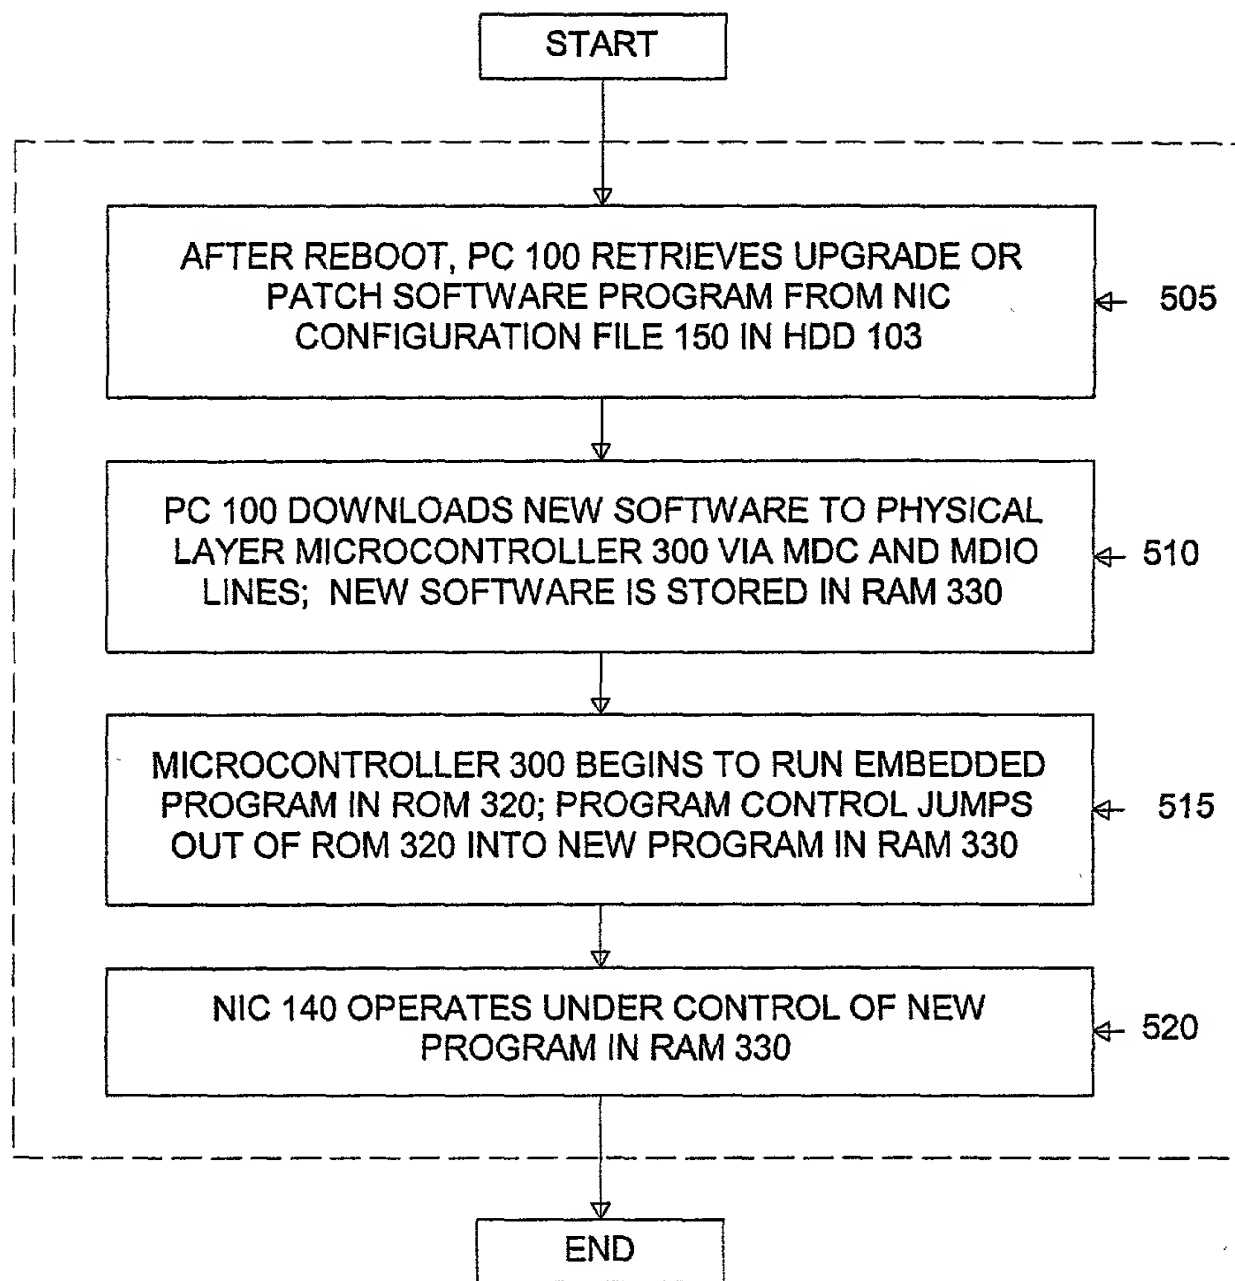 START
AFTER REBOOT, PC 100 RETRIEVES UPGRADE OR
PATCH SOFTWARE PROGRAM FROM NIC
CONFIGURATION FILE 150 IN HDD 103
505
PC 100 DOWNLOADS NEW SOFTWARE TO PHYSICAL
LAYER MICROCONTROLLER 300 VIA MDC AND MDIO
LINES; NEW SOFTWARE IS STORED IN RAM 330
510
MICROCONTROLLER 300 BEGINS TO RUN EMBEDDED
PROGRAM IN ROM 320; PROGRAM CONTROL JUMPS
OUT OF ROM 320 INTO NEW PROGRAM IN RAM 330
515
NIC 140 OPERATES UNDER CONTROL OF NEW
PROGRAM IN RAM 330
520
END